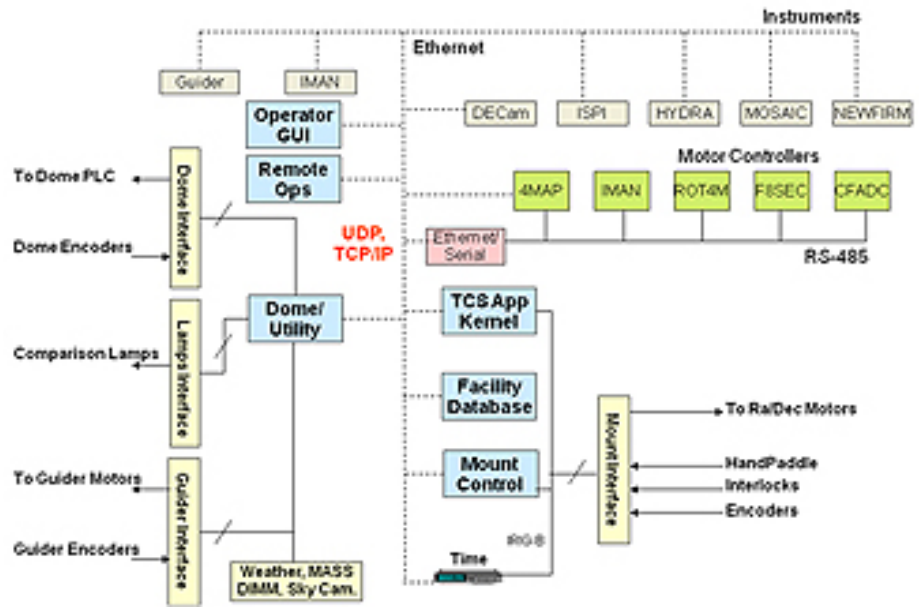 Instruments
Ethernet
Guider
IMAN
DECam
ISPI
HYDRA
MOSAIC
NEWFIRM
Operator
GUI
Remote
Ops
Motor Controllers
4MAP
IMAN
ROT4M
F8SEC
CFADC
To Dome PLC
Dome Interface
Dome Encoders
UDP,
TCP/IP
Ethernet/
Serial
RS-485
Dome/
Utility
TCS App
Kernel
Lamps Interface
Comparison Lamps
Facility
Database
Mount Interface
To Ra/Dec Motors
Mount
Control
HandPaddle
Interlocks
Encoders
To Guider Motors
Guider Interface
Guider Encoders
IRIG-B
Time
Weather, MASS
DIMM, Sky Cam.